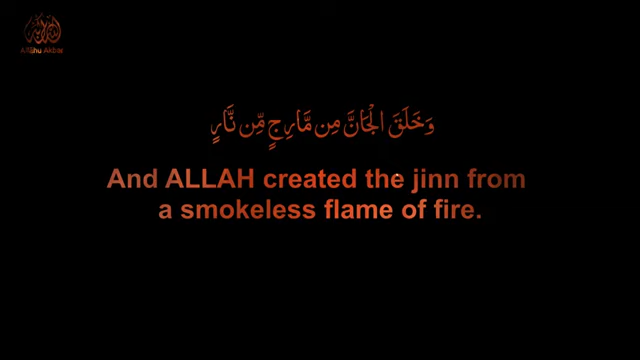 Allahu Akbar
وَخَلَقَ الْجَانَّ مِن مَّارِجٍ مِّن نَّارٍ
And ALLAH created the jinn from
a smokeless flame of fire.